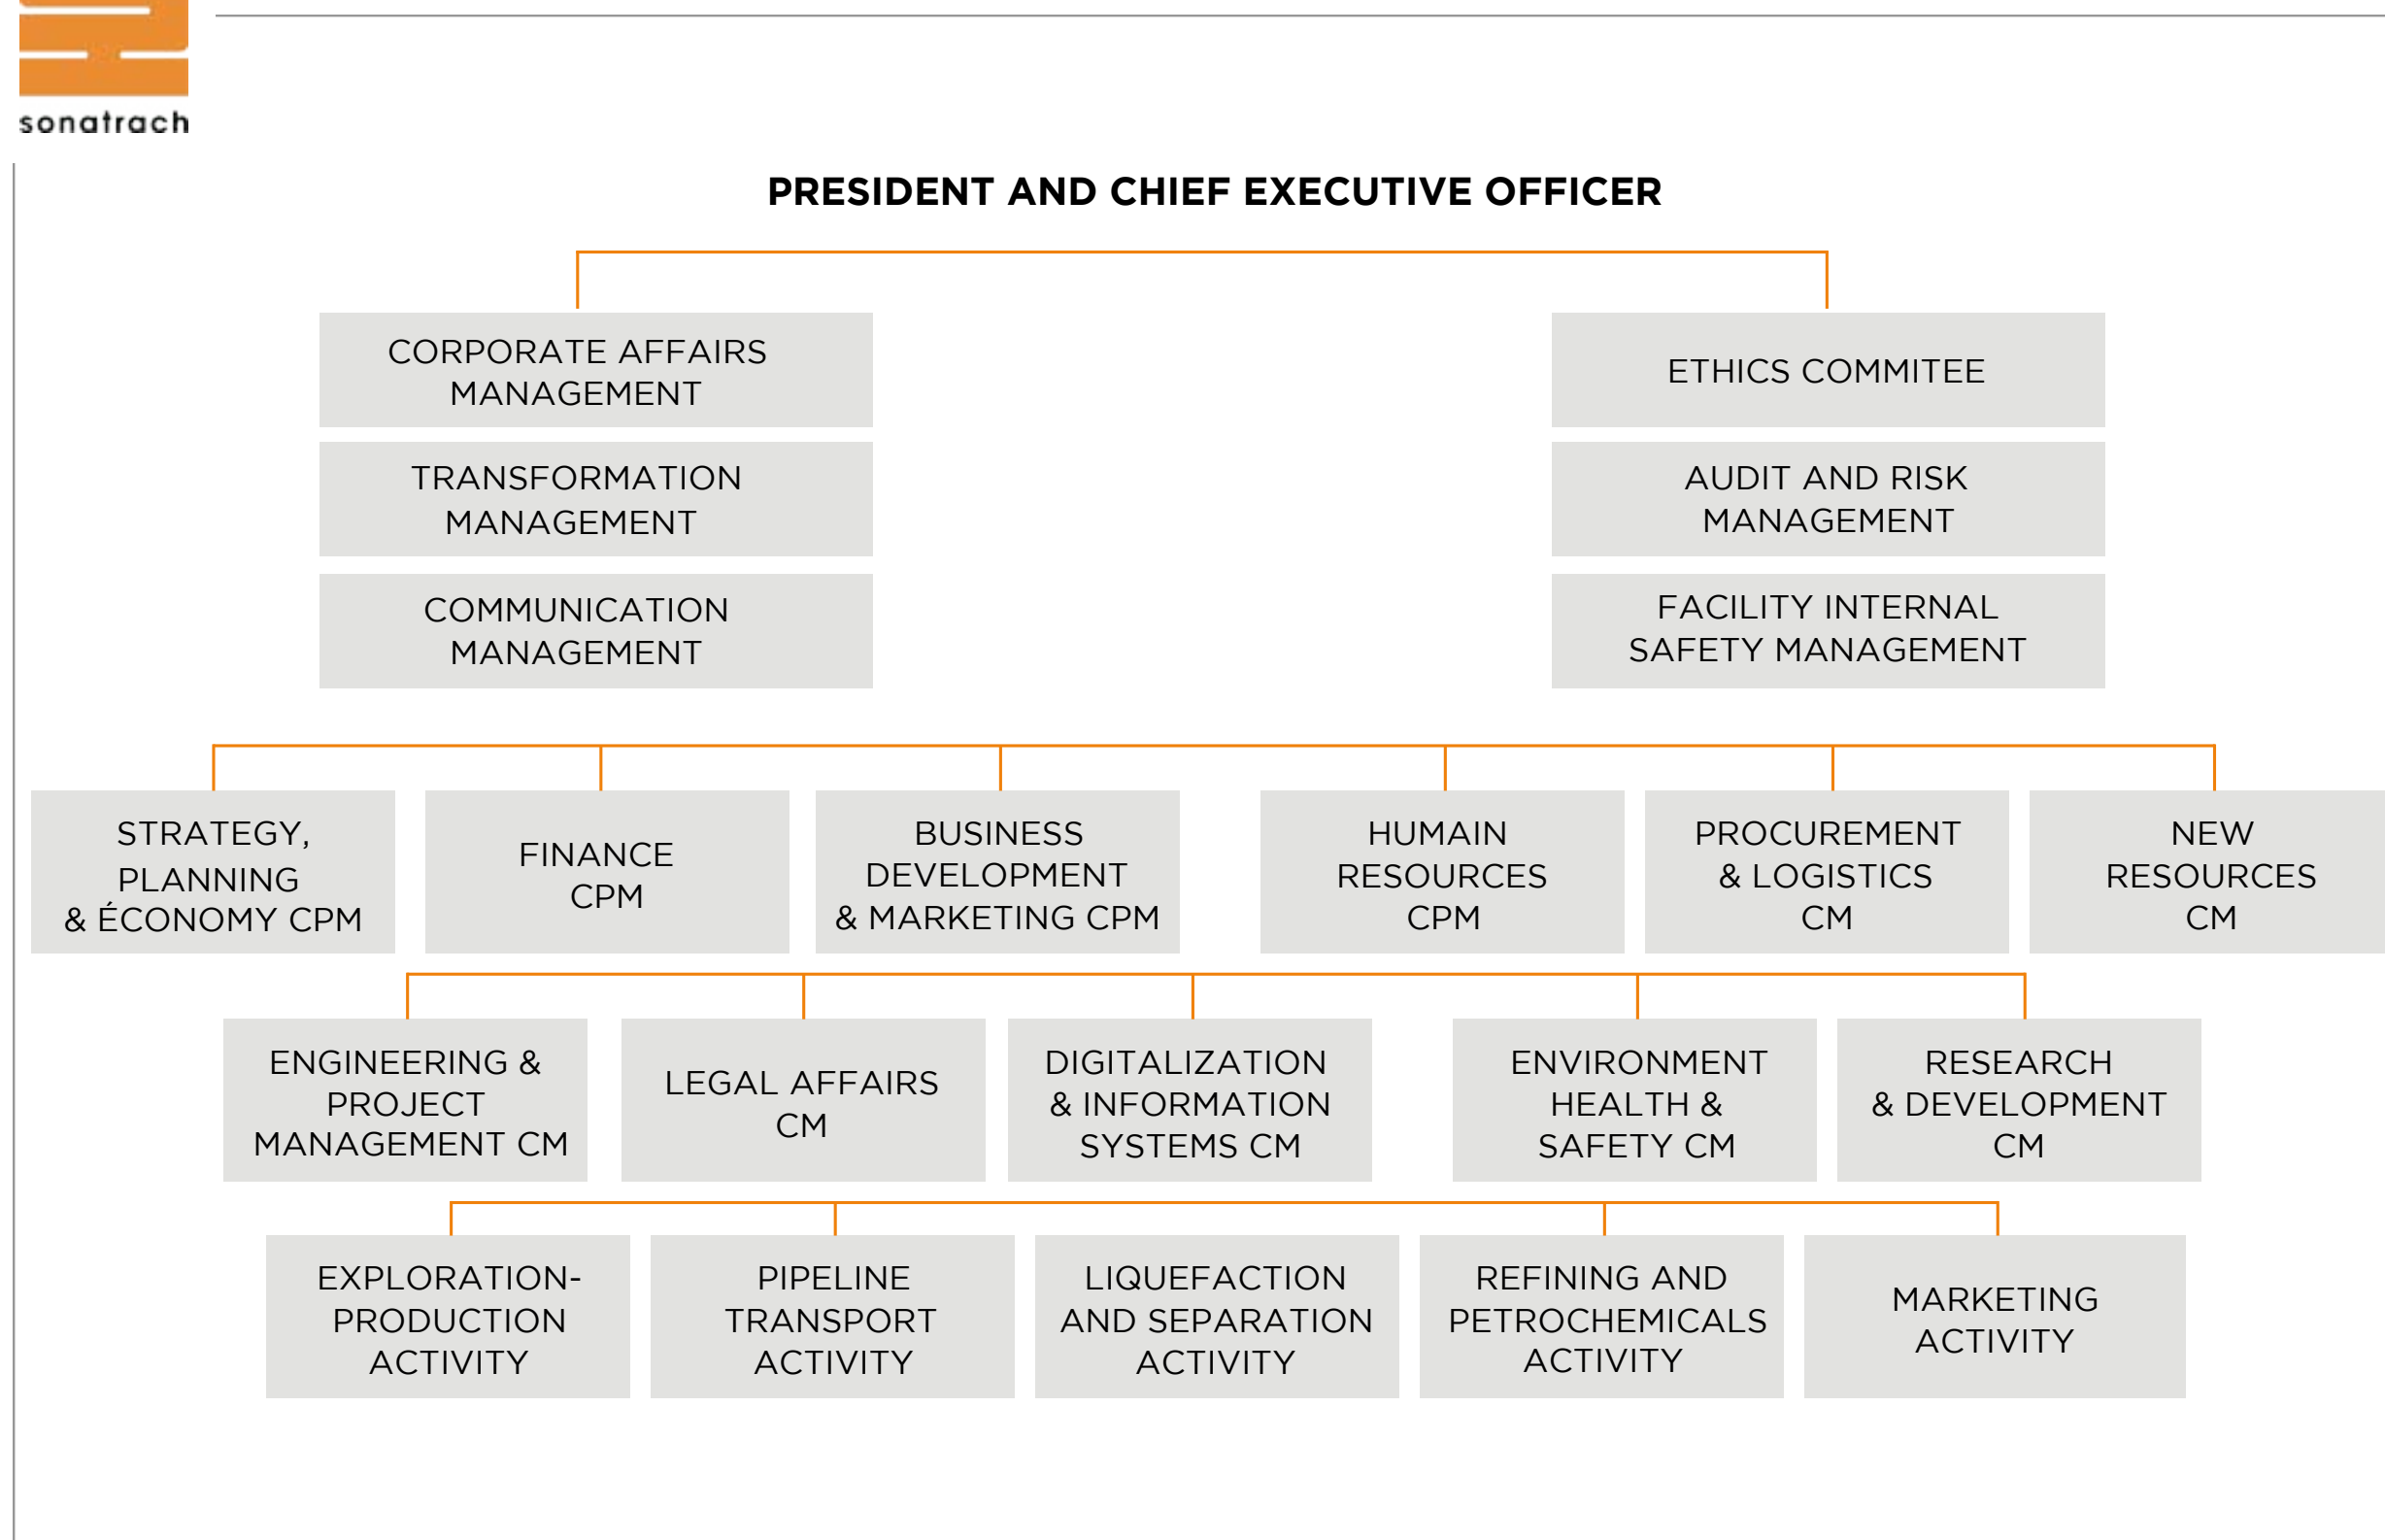 sonatrach
PRESIDENT AND CHIEF EXECUTIVE OFFICER
CORPORATE AFFAIRS
MANAGEMENT
ETHICS COMMITEE
TRANSFORMATION
MANAGEMENT
AUDIT AND RISK
MANAGEMENT
COMMUNICATION
MANAGEMENT
FACILITY INTERNAL
SAFETY MANAGEMENT
STRATEGY,
PLANNING
& ÉCONOMY CPM
FINANCE
CPM
BUSINESS
DEVELOPMENT
& MARKETING CPM
HUMAIN
RESOURCES
CPM
PROCUREMENT
& LOGISTICS
CM
NEW
RESOURCES
CM
ENGINEERING &
PROJECT
MANAGEMENT CM
LEGAL AFFAIRS
CM
DIGITALIZATION
& INFORMATION
SYSTEMS CM
ENVIRONMENT
HEALTH &
SAFETY CM
RESEARCH
& DEVELOPMENT
CM
EXPLORATION-
PRODUCTION
ACTIVITY
PIPELINE
TRANSPORT
ACTIVITY
LIQUEFACTION
AND SEPARATION
ACTIVITY
REFINING AND
PETROCHEMICALS
ACTIVITY
MARKETING
ACTIVITY